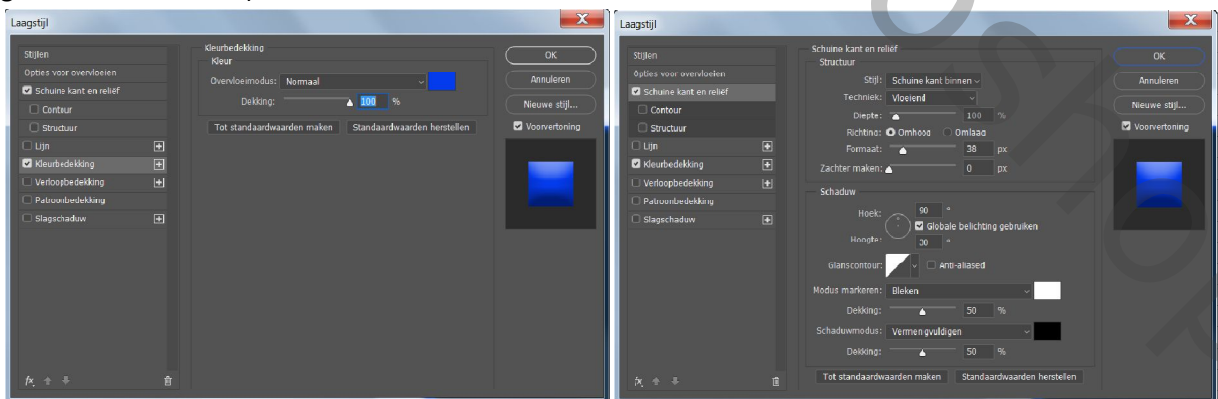 Laagstijl
Stijlen
Opties voor overvloeien
Schuine kant en reliëf
Contour
Structuur
Lijn
Kleurbedekking
Verloopbedekking
Patroonbedekking
Slagschaduw
fx
Kleurbedekking
Kleur
Overvloeimodus: Normaal
Dekking: 100 %
Tot standaardwaarden maken Standaardwaarden herstellen
OK
Annuleren
Nieuwe stijl...
Voorvertoning
Laagstijl
Stijlen
Opties voor overvloeien
Schuine kant en reliëf
Contour
Structuur
Lijn
Kleurbedekking
Verloopbedekking
Patroonbedekking
Slagschaduw
fx
Schuine kant en reliëf
Structuur
Stijl: Schuine kant binnen
Techniek: Vloeiend
Diepte: 100 %
Richting: Omhoog Omlaag
Formaat: 38 px
Zachter maken: 0 px
Schaduw
Hoek: 90 °
Globale belichting gebruiken
Hoogte: 30 °
Glanscontour: Anti-aliased
Modus markeren: Bleken
Dekking: 50 %
Schaduwmodus: Vermenigvuldigen
Dekking: 50 %
Tot standaardwaarden maken Standaardwaarden herstellen
OK
Annuleren
Nieuwe stijl...
Voorvertoning